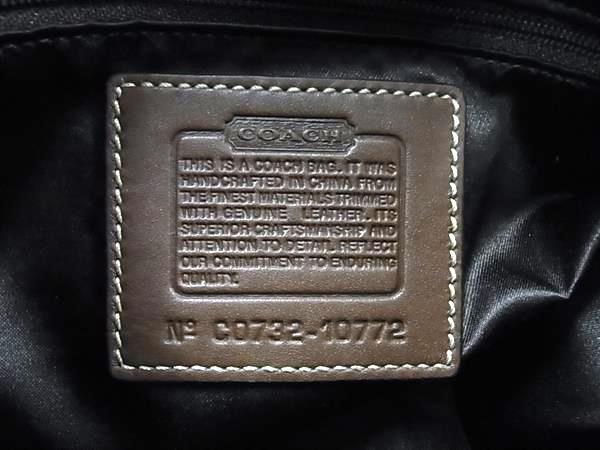 COACH
THIS IS A COACH BAG. IT WAS
HANDCRAFTED IN CHINA FROM
THE FINEST MATERIALS TRIMMED
WITH GENUINE LEATHER. ITS
SUPERIOR CRAFTSMANSHIP AND
ATTENTION TO DETAIL REFLECT
OUR COMMITMENT TO ENDURING
QUALITY.
Nº C0732-10772